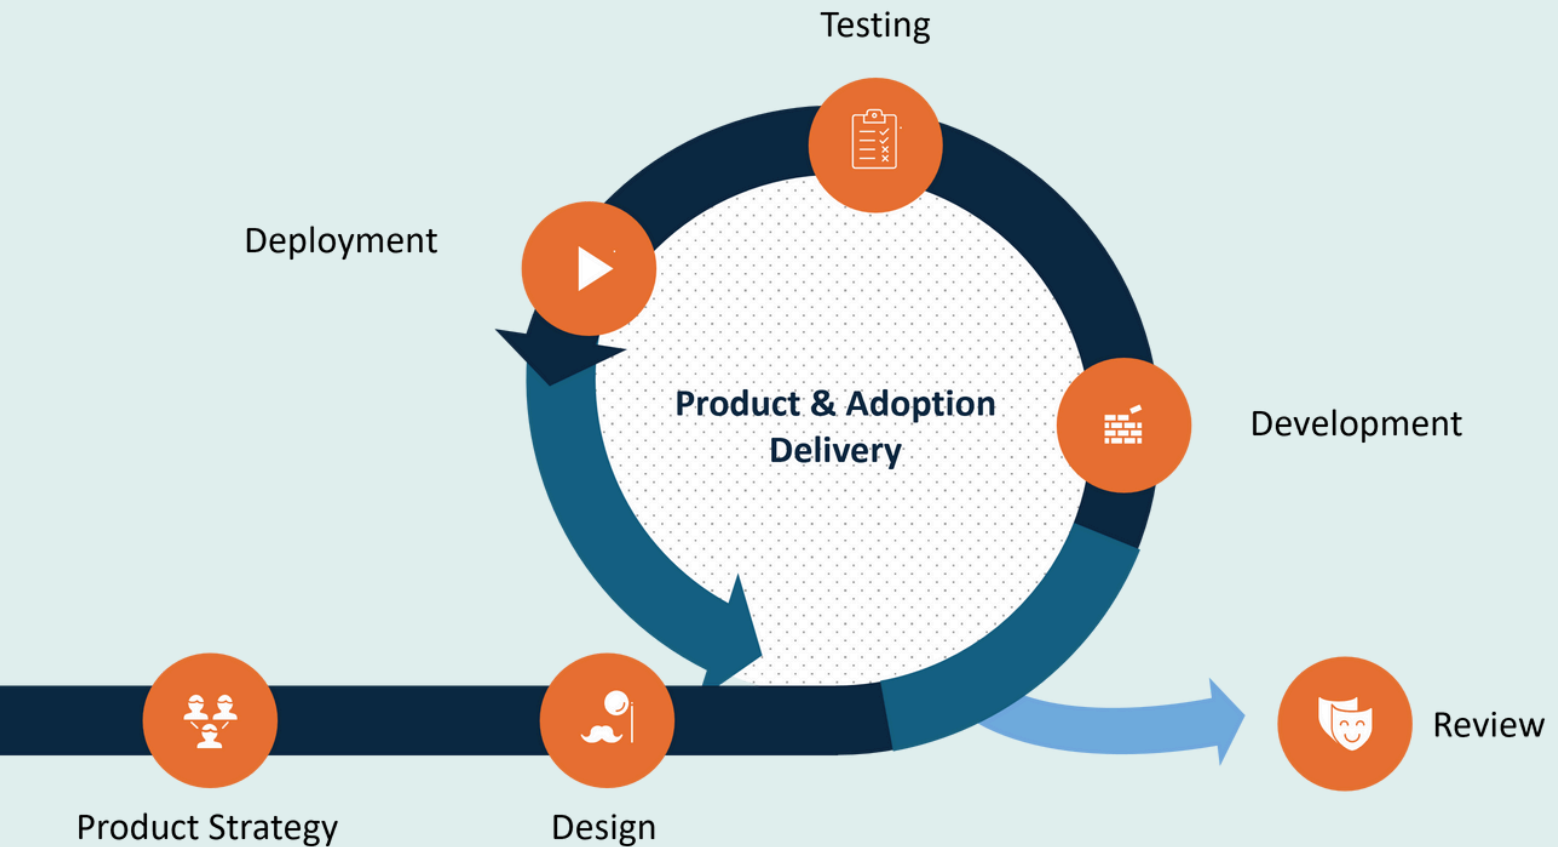 Testing
Deployment
Product & Adoption
Delivery
Development
Review
Product Strategy
Design